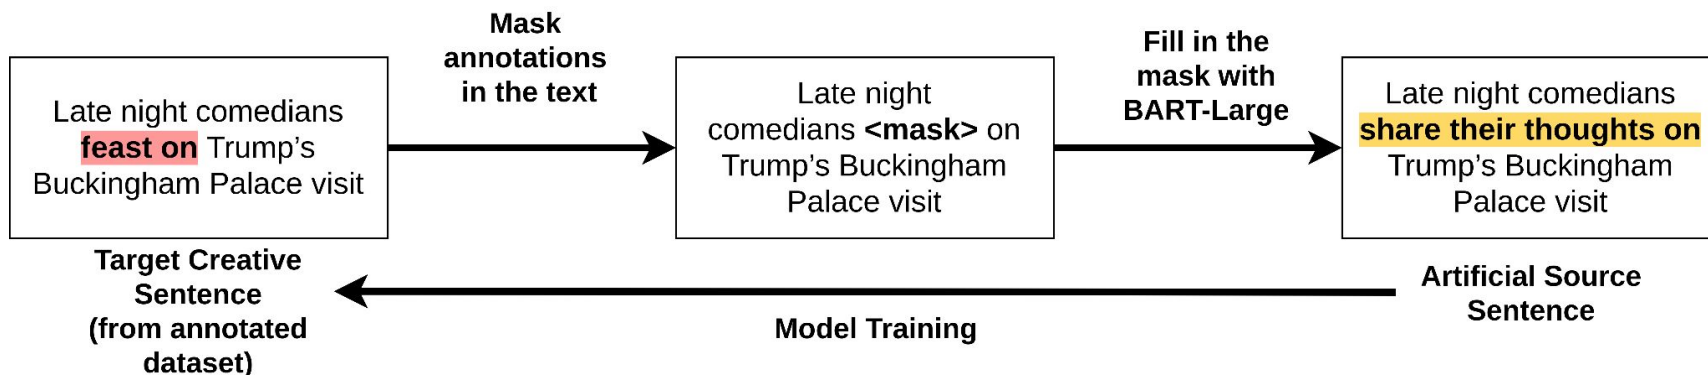 Late night comedians
feast on Trump’s
Buckingham Palace visit
Mask
annotations
in the text
Late night
comedians <mask> on
Trump’s Buckingham
Palace visit
Fill in the
mask with
BART-Large
Late night comedians
share their thoughts on
Trump’s Buckingham
Palace visit
Target Creative
Sentence
(from annotated
dataset)
Model Training
Artificial Source
Sentence